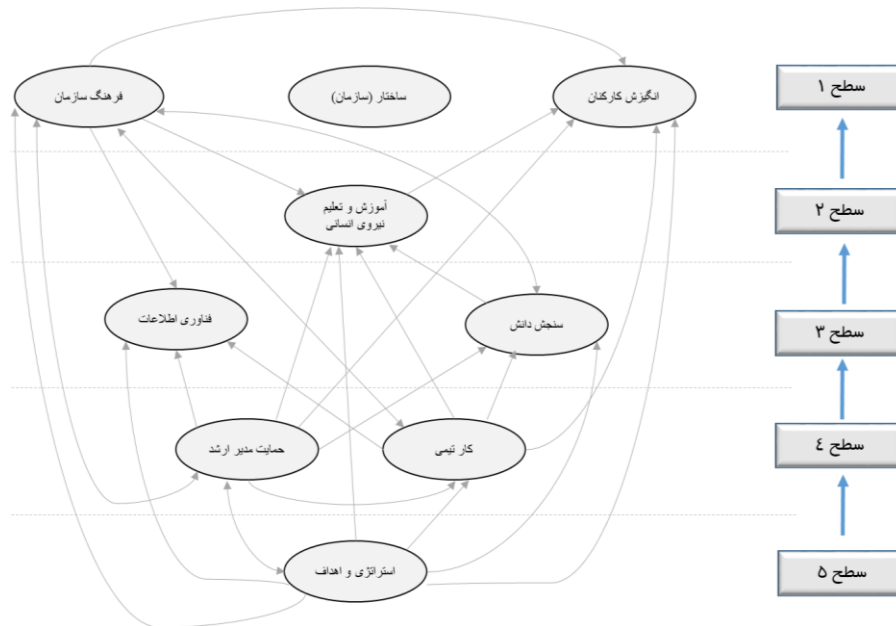 فرهنگ سازمان
ساختار (سازمان)
انگیزش کارکنان
سطح ۱
آموزش و تعلیم
نیروی انسانی
سطح ۲
فناوری اطلاعات
سنجش دانش
سطح ۳
حمایت مدیر ارشد
کار تیمی
سطح ٤
استراتژی و اهداف
سطح ۵